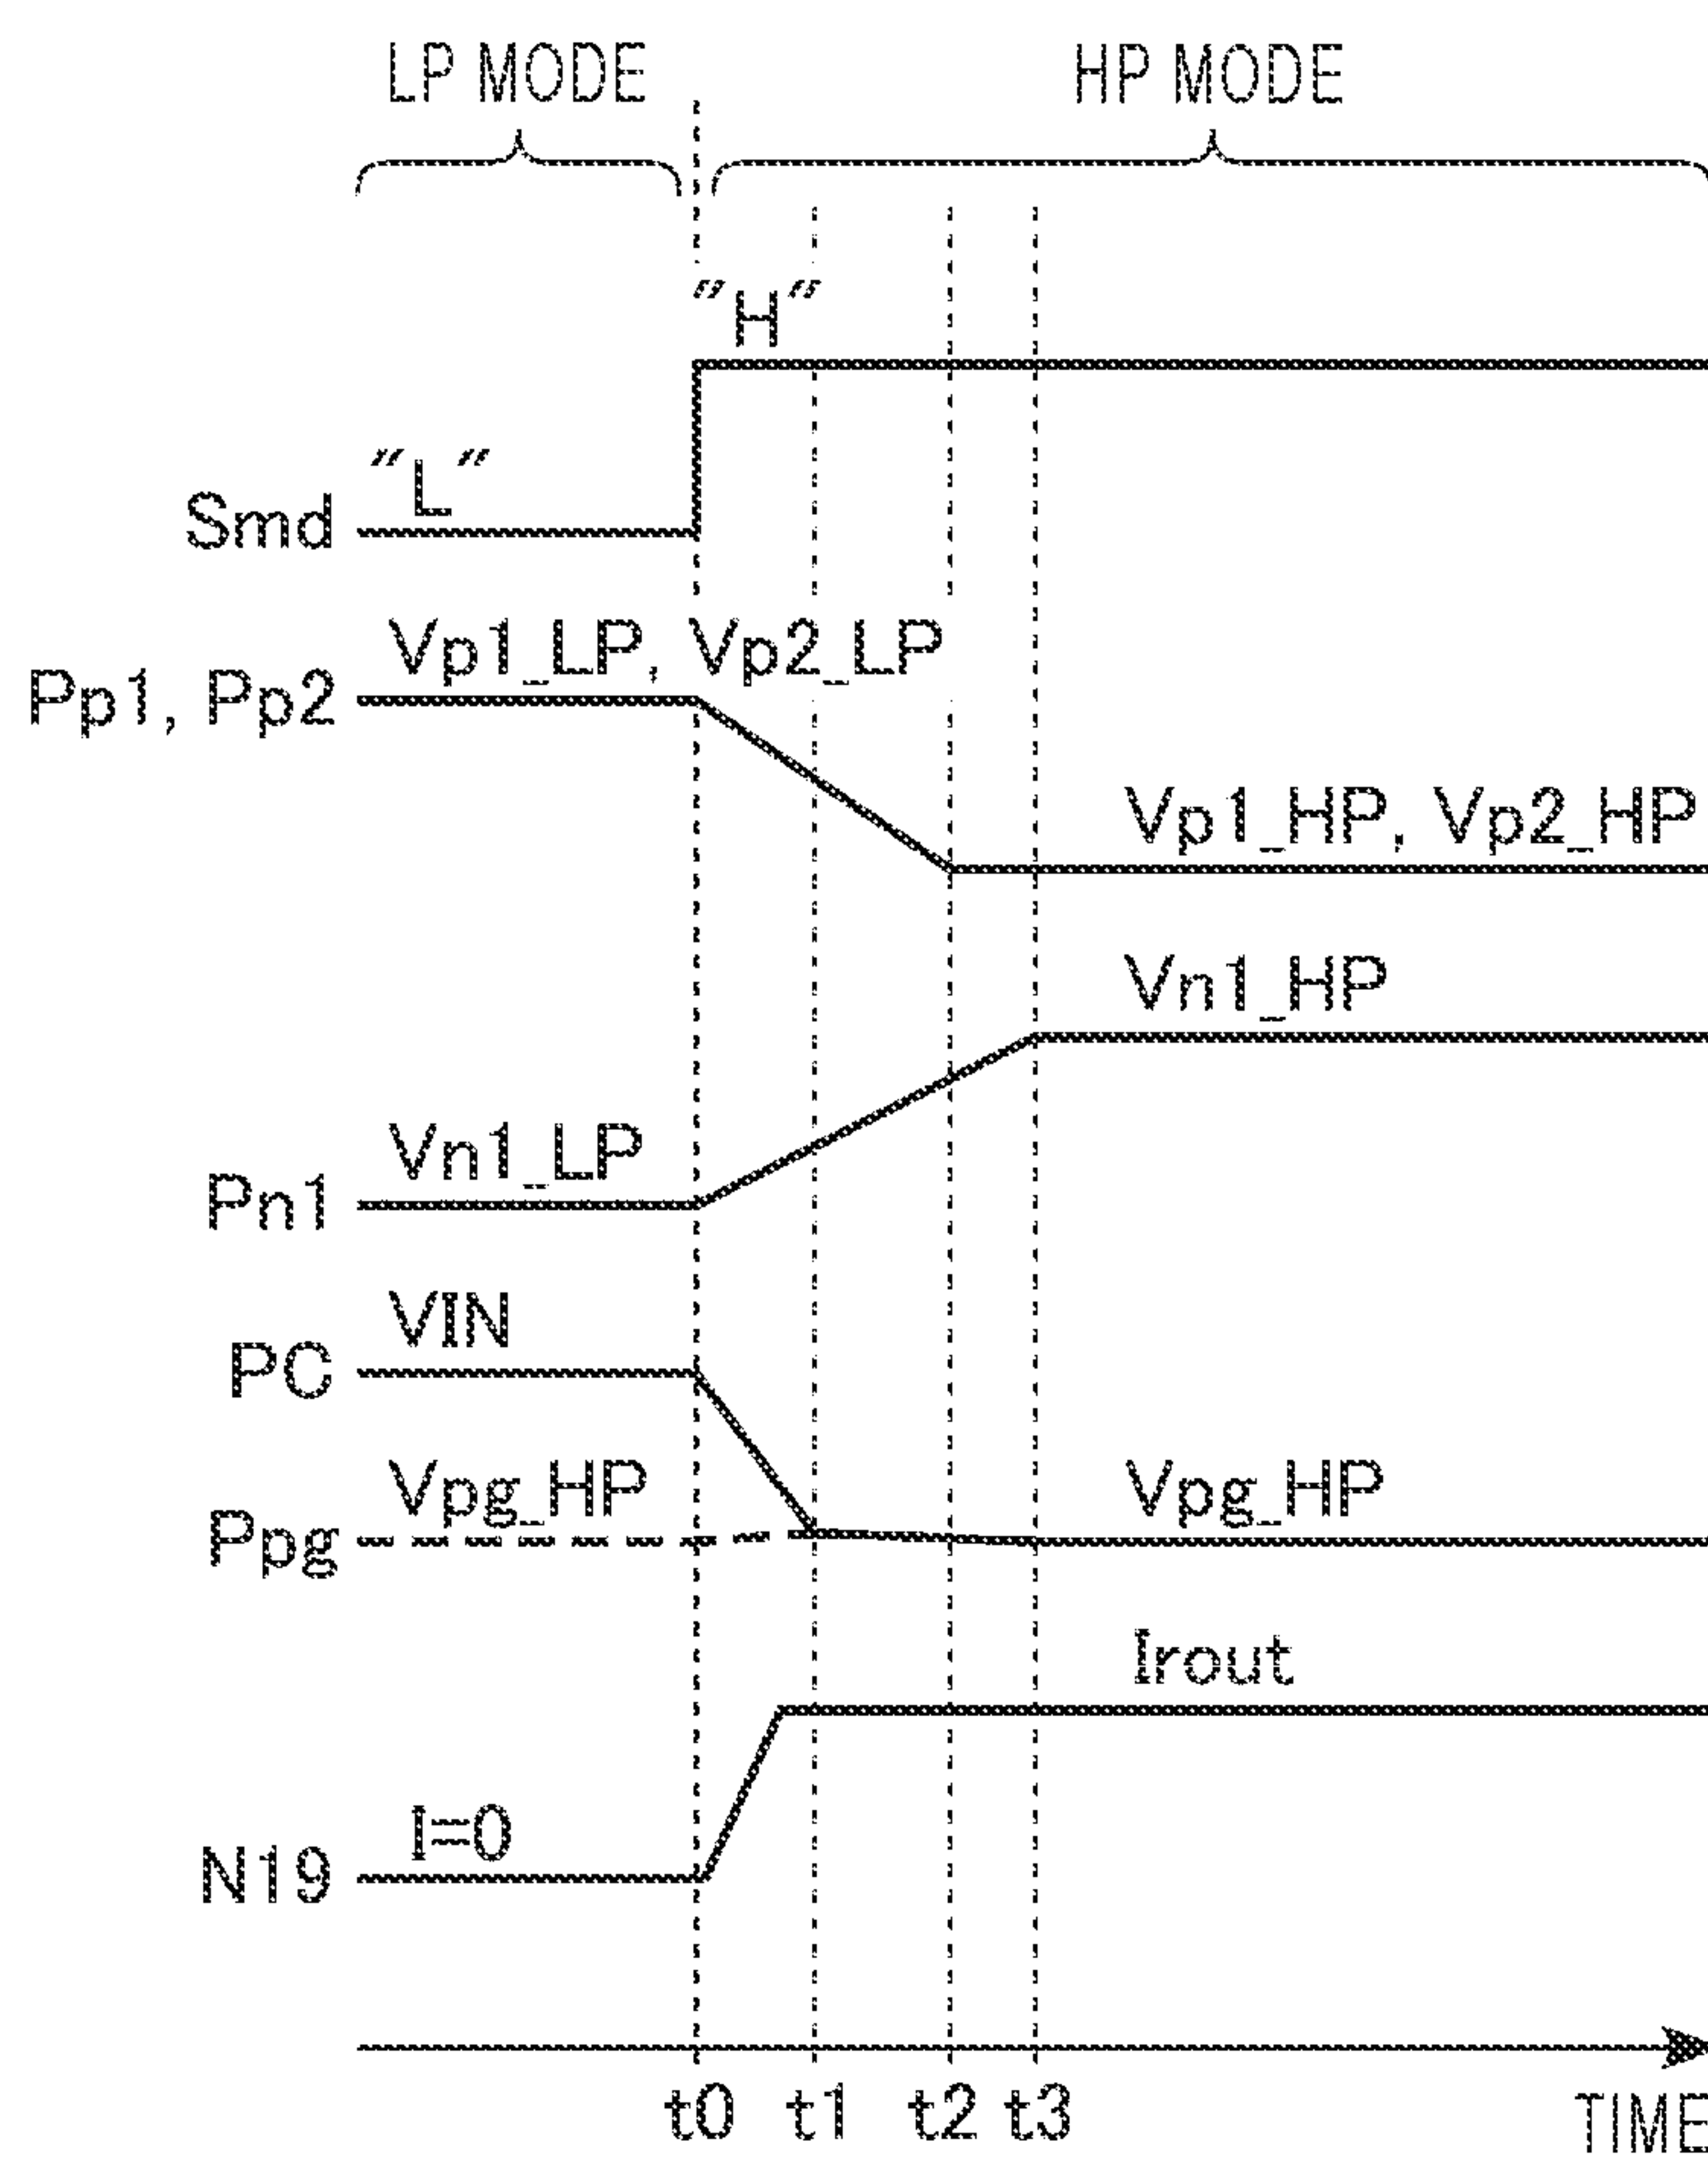 LP MODE HP MODE
"H"
Smd "L"
Vp1_LP, Vp2_LP
Pp1, Pp2
Vp1_HP, Vp2_HP
Vn1_HP
Vn1_LP
Pn1
VIN
PC
Vpg_HP Vpg_HP
Ppg
Irout
I=0
N19
t0 t1 t2 t3
TIME